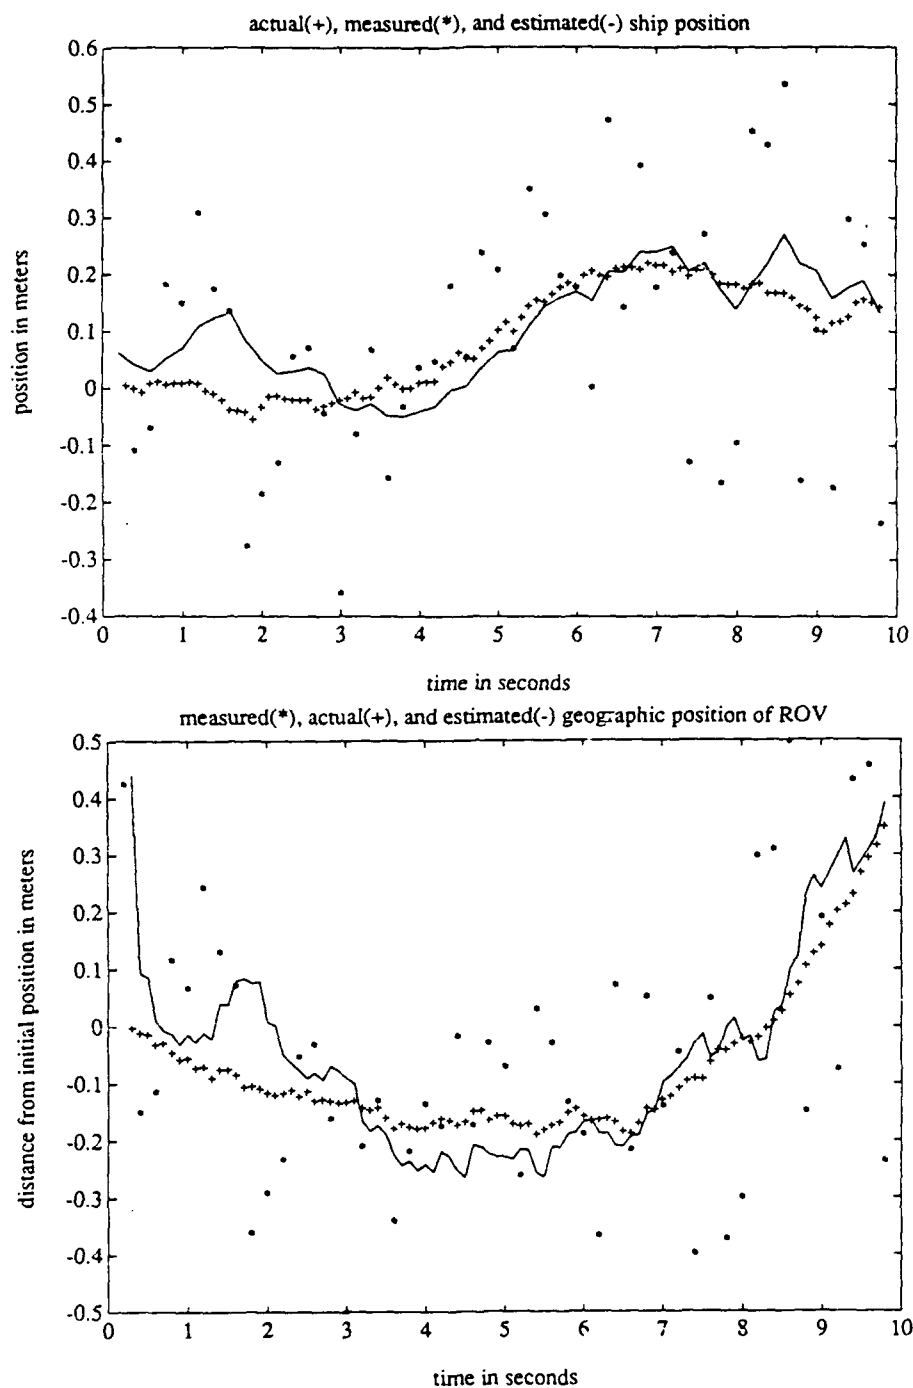 actual(+), measured(*), and estimated(-) ship position
0.6
0.5
0.4
0.3
0.2
0.1
0
-0.1
-0.2
-0.3
-0.4
position in meters
0 1 2 3 4 5 6 7 8 9 10
time in seconds
measured(*), actual(+), and estimated(-) geographic position of ROV
0.5
0.4
0.3
0.2
0.1
0
-0.1
-0.2
-0.3
-0.4
-0.5
distance from initial position in meters
0 1 2 3 4 5 6 7 8 9 10
time in seconds